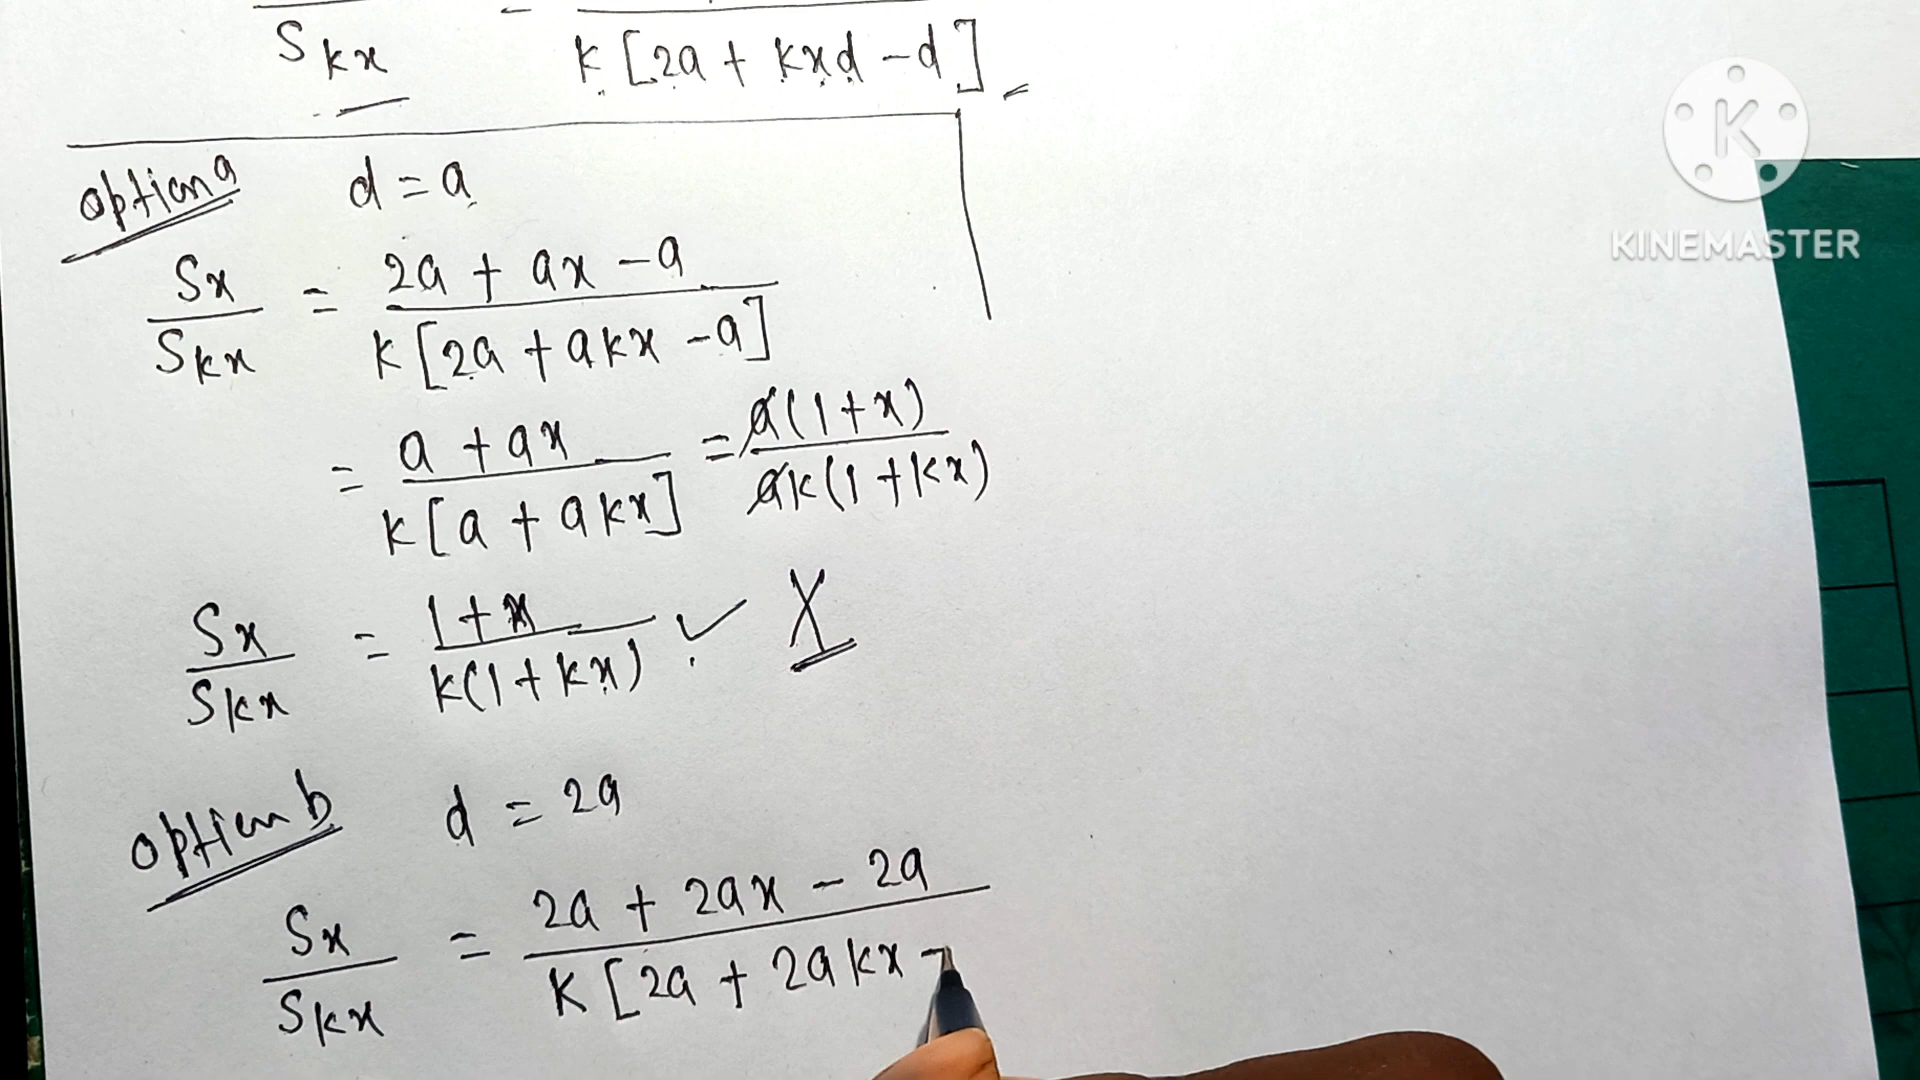 Skx = k[2a + kxd - d]
option a d = a
Sx/Skx = 2a + ax - a / k[2a + akx - a]
= a + ax / k[a + akx] = a(1+x) / ak(1+kx)
Sx/Skx = 1+x / k(1+kx) ✓ X
option b d = 2a
Sx/Skx = 2a + 2ax - 2a / k[2a + 2akx -
K
KINEMASTER